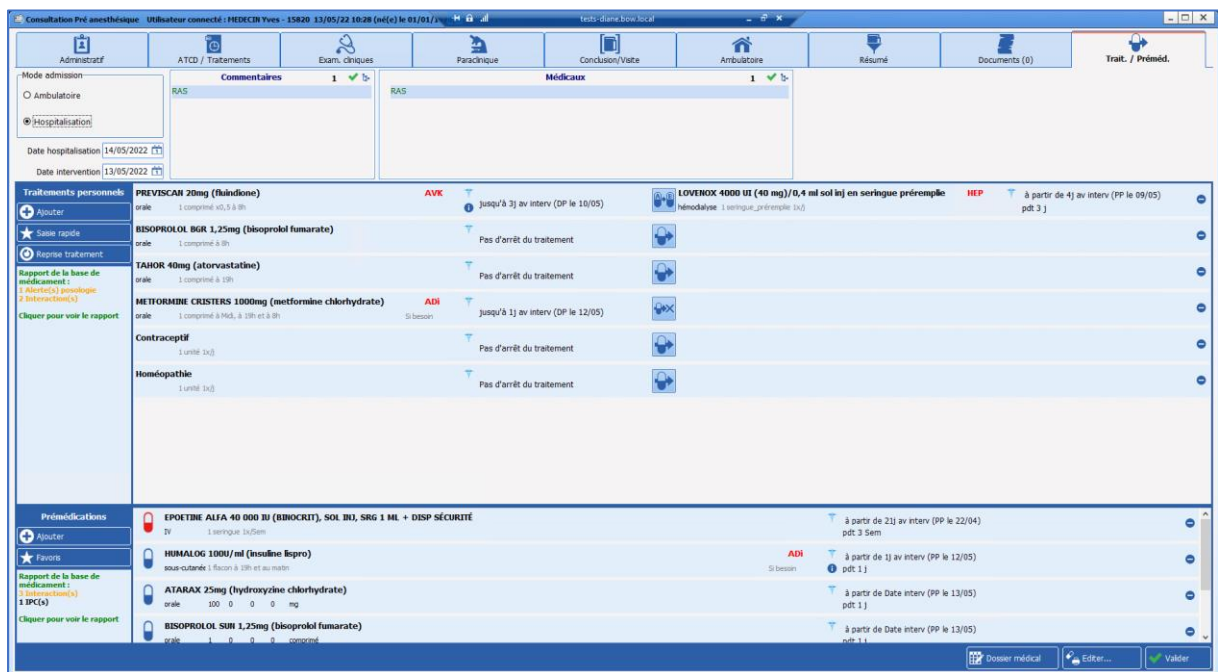 Consultation Pré anesthésique Utilisateur connecté : MEDECIN Yves - 15820 13/05/22 10:28 (né(e) le 01/01/
tests-diane.bow.local
Administratif
ATCD / Traitements
Exam. cliniques
Paraclinique
Conclusion/Visite
Ambulatoire
Résumé
Documents (0)
Trait. / Préméd.
Mode admission
Ambulatoire
Hospitalisation
Date hospitalisation 14/05/2022
Date intervention 13/05/2022
Commentaires 1
RAS
Médicaux 1
RAS
Traitements personnels
Ajouter
Saisie rapide
Reprise traitement
Rapport de la base de
médicament :
1 Alerte(s) posologie
2 Interaction(s)
Cliquer pour voir le rapport
PREVISCAN 20mg (fluindione) AVK
orale 1 comprimé x0,5 à 8h
jusqu'à 3j av interv (DP le 10/05)
LOVENOX 4000 UI (40 mg)/0,4 ml sol inj en seringue préremplie HEP
hémodialyse 1 seringue_préremplie 1x/j
à partir de 4j av interv (PP le 09/05)
pdt 3 j
BISOPROLOL BGR 1,25mg (bisoprolol fumarate)
orale 1 comprimé à 8h
Pas d'arrêt du traitement
TAHOR 40mg (atorvastatine)
orale 1 comprimé à 19h
Pas d'arrêt du traitement
METFORMINE CRISTERS 1000mg (metformine chlorhydrate) ADi
orale 1 comprimé à Midi, à 19h et à 8h Si besoin
jusqu'à 1j av interv (DP le 12/05)
Contraceptif
1 unité 1x/j
Pas d'arrêt du traitement
Homéopathie
1 unité 1x/j
Pas d'arrêt du traitement
Prémédications
Ajouter
Favoris
Rapport de la base de
médicament :
3 Interaction(s)
1 IPC(s)
Cliquer pour voir le rapport
EPOETINE ALFA 40 000 IU (BINOCRIT), SOL INJ, SRG 1 ML + DISP SÉCURITÉ
IV 1 seringue 1x/Sem
à partir de 21j av interv (PP le 22/04)
pdt 3 Sem
HUMALOG 100U/ml (insuline lispro) ADi
sous-cutanée 1 flacon à 19h et au matin Si besoin
à partir de 1j av interv (PP le 12/05)
pdt 1 j
ATARAX 25mg (hydroxyzine chlorhydrate)
orale 100 0 0 0 mg
à partir de Date interv (PP le 13/05)
pdt 1 j
BISOPROLOL SUN 1,25mg (bisoprolol fumarate)
orale 1 0 0 0 comprimé
à partir de Date interv (PP le 13/05)
pdt 1 j
Dossier médical
Editer...
Valider